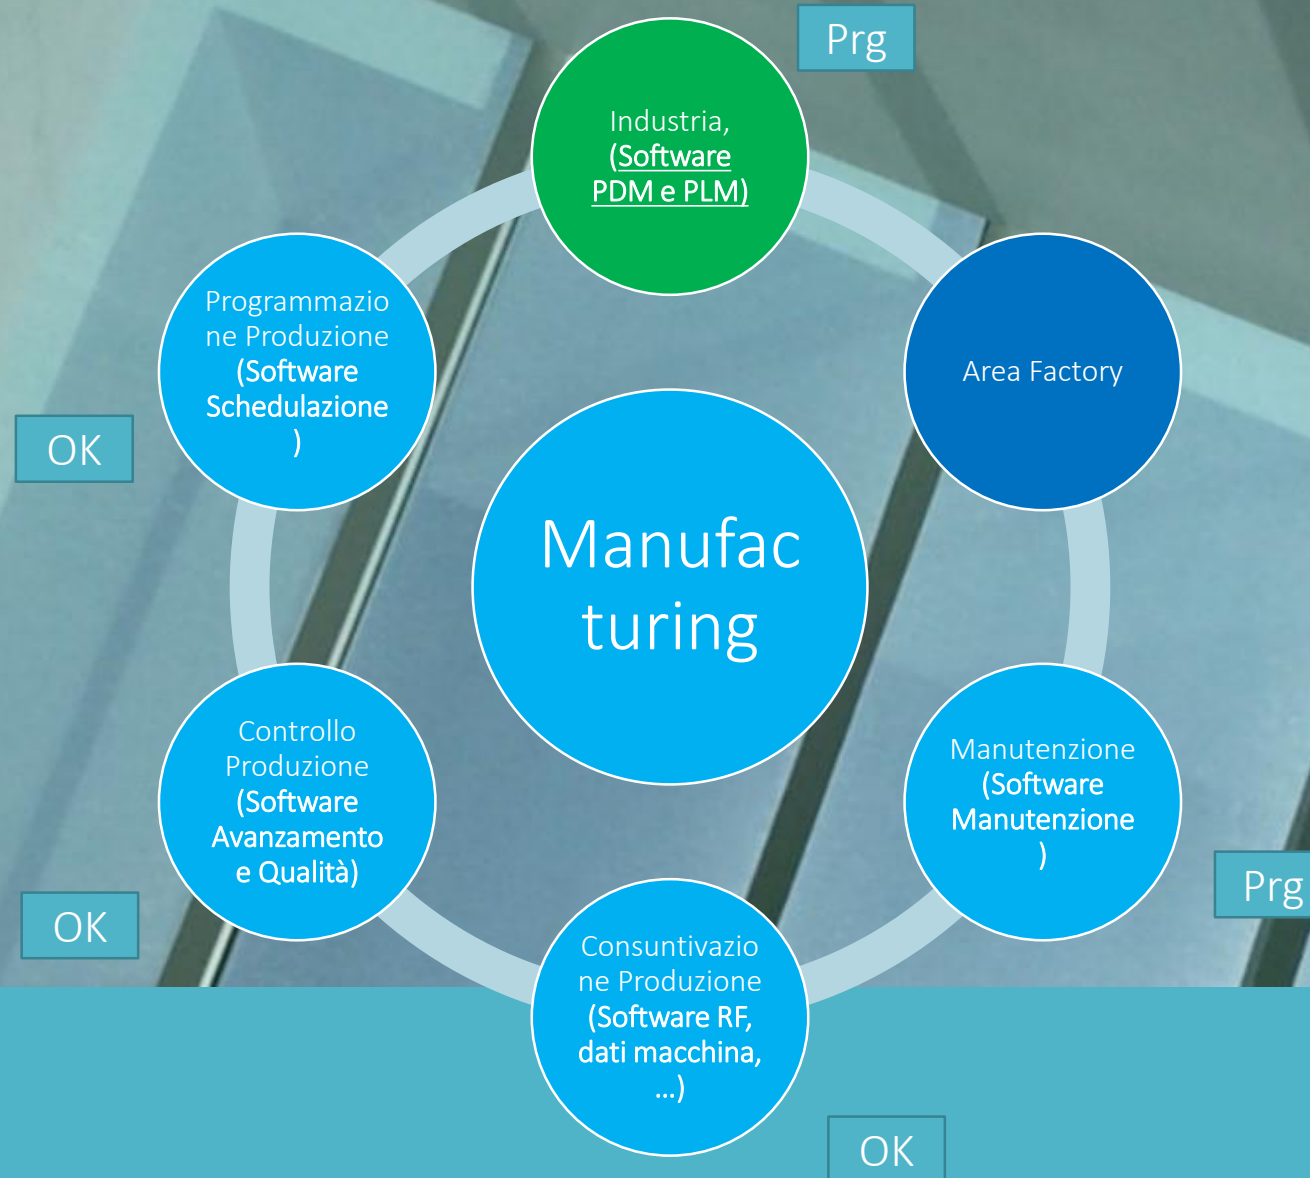 Prg
Industria,
(Software
PDM e PLM)
Programmazio
ne Produzione
(Software
Schedulazione
)
Area Factory
OK
Manufac
turing
Controllo
Produzione
(Software
Avanzamento
e Qualità)
Manutenzione
(Software
Manutenzione
)
Prg
OK
Consuntivazio
ne Produzione
(Software RF,
dati macchina,
...)
OK